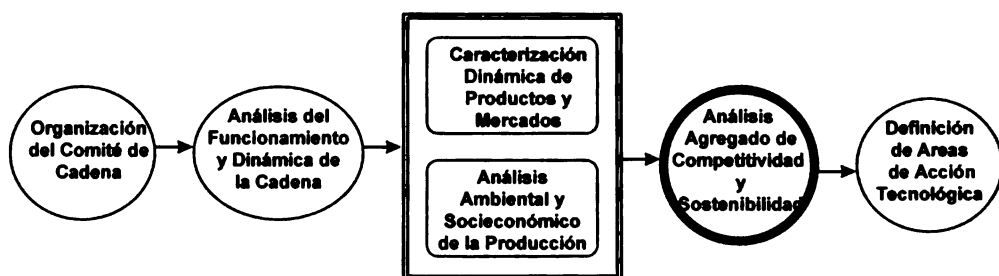 Organización
del Comité de
Cadena
Análisis del
Funcionamiento
y Dinámica de
la Cadena
Caracterización
Dinámica de
Productos y
Mercados
Análisis
Ambiental y
Socieconómico
de la Producción
Análisis
Agregado de
Competitividad
y
Sostenibilidad
Definición
de Areas
de Acción
Tecnológica